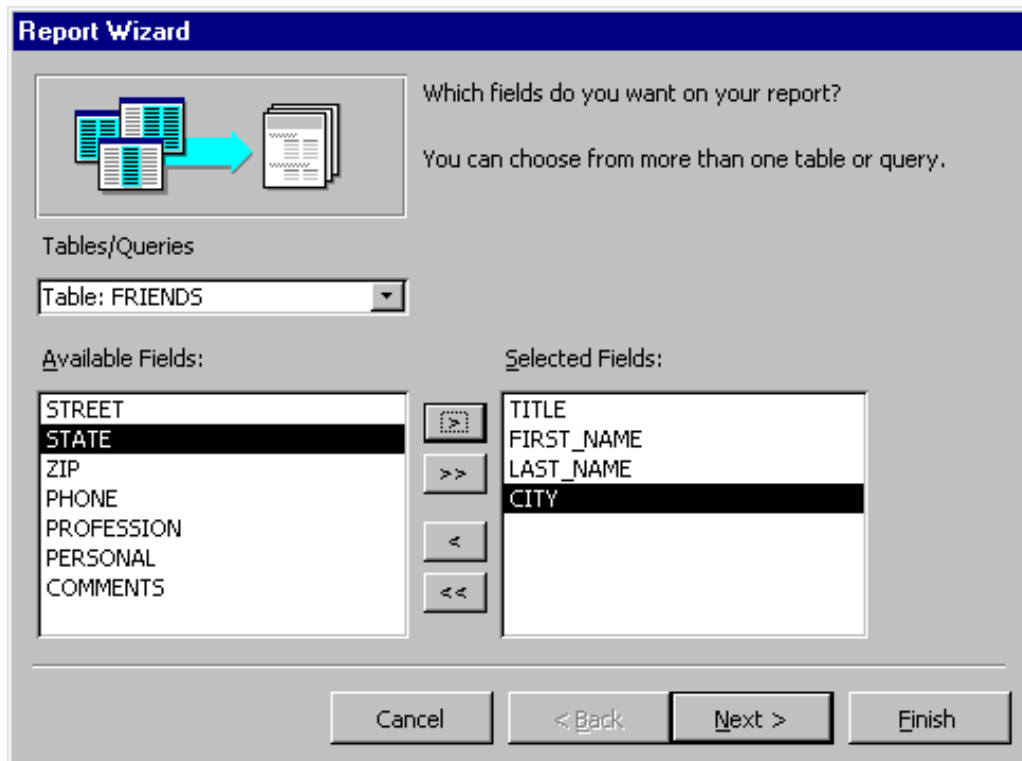 Report Wizard
Which fields do you want on your report?
You can choose from more than one table or query.
Tables/Queries
Table: FRIENDS
Available Fields:
Selected Fields:
STREET
STATE
ZIP
PHONE
PROFESSION
PERSONAL
COMMENTS
>
>>
<
<<
TITLE
FIRST_NAME
LAST_NAME
CITY
Cancel
< Back
Next >
Finish